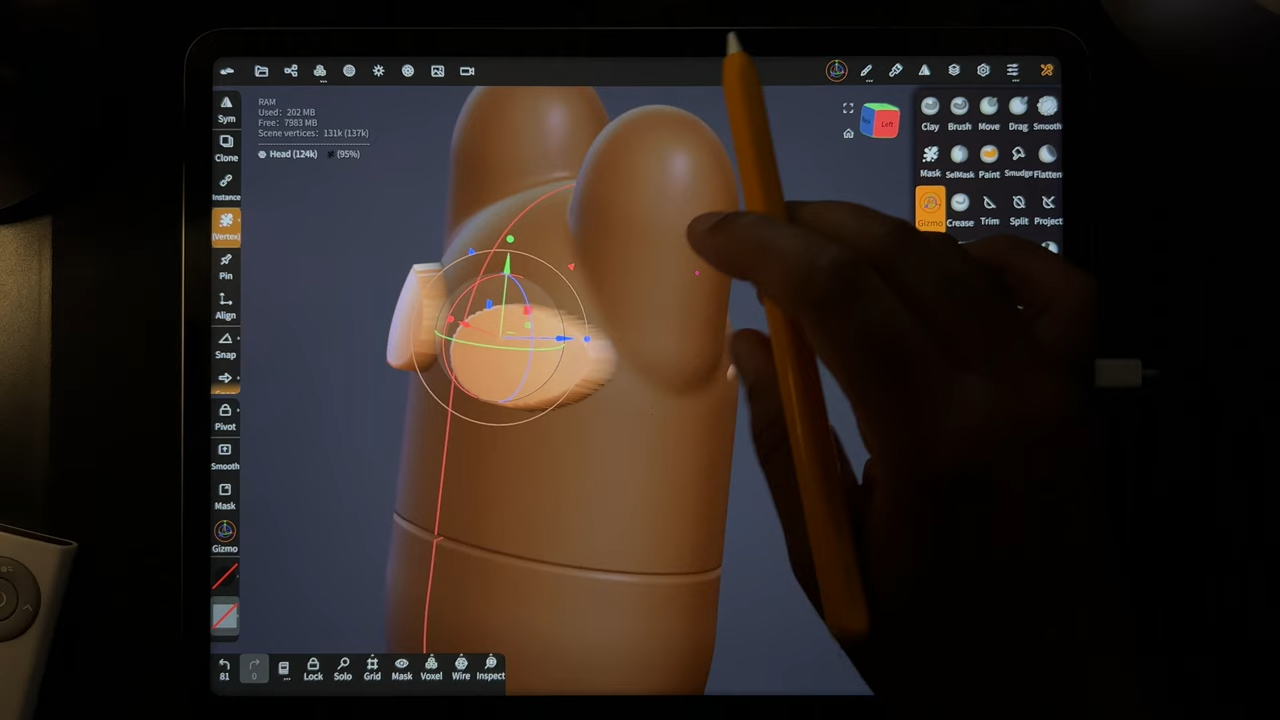 RAM
Used: 202 MB
Free: 7983 MB
Scene vertices: 131k (137k)
Head (124k) (95%)
Left
Sym
Clone
Instance
(Vertex)
Pin
Align
Snap
Pivot
Smooth
Mask
Gizmo
Clay Brush Move Drag Smooth
Mask SelMask Paint Smudge Flatten
Gizmo Crease Trim Split Project
81 0 Lock Solo Grid Mask Voxel Wire Inspect